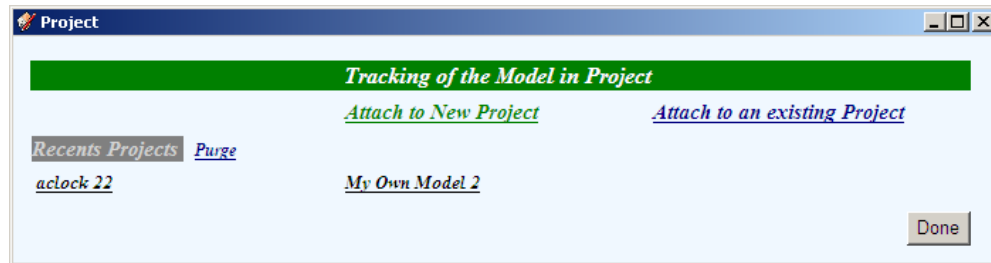 Project
Tracking of the Model in Project
Attach to New Project Attach to an existing Project
Recents Projects Purge
aclock 22 My Own Model 2
Done